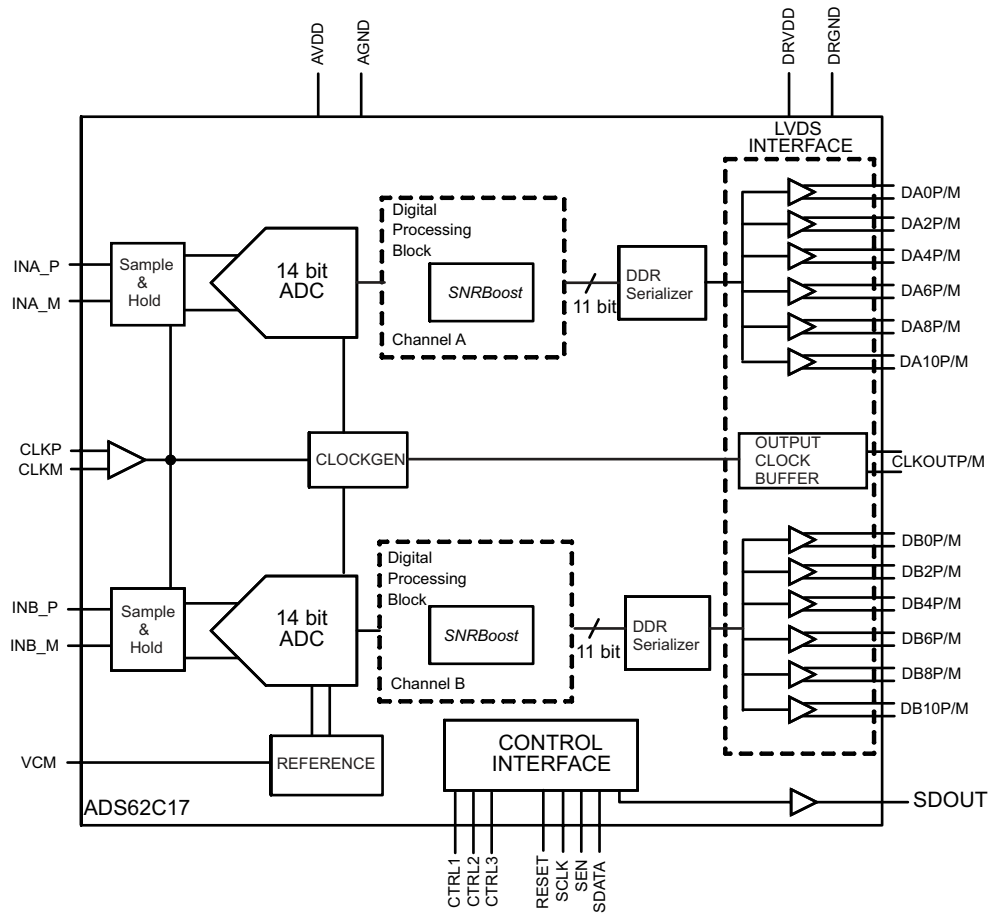 AVDD
AGND
DRVDD
DRGND
LVDS
INTERFACE
INA_P
INA_M
Sample
&
Hold
14 bit
ADC
Digital
Processing
Block
SNRBoost
Channel A
11 bit
DDR
Serializer
DA0P/M
DA2P/M
DA4P/M
DA6P/M
DA8P/M
DA10P/M
CLKP
CLKM
CLOCKGEN
OUTPUT
CLOCK
BUFFER
CLKOUTP/M
INB_P
INB_M
Sample
&
Hold
14 bit
ADC
Digital
Processing
Block
SNRBoost
Channel B
11 bit
DDR
Serializer
DB0P/M
DB2P/M
DB4P/M
DB6P/M
DB8P/M
DB10P/M
VCM
REFERENCE
CONTROL
INTERFACE
SDOUT
ADS62C17
CTRL1
CTRL2
CTRL3
RESET
SCLK
SEN
SDATA